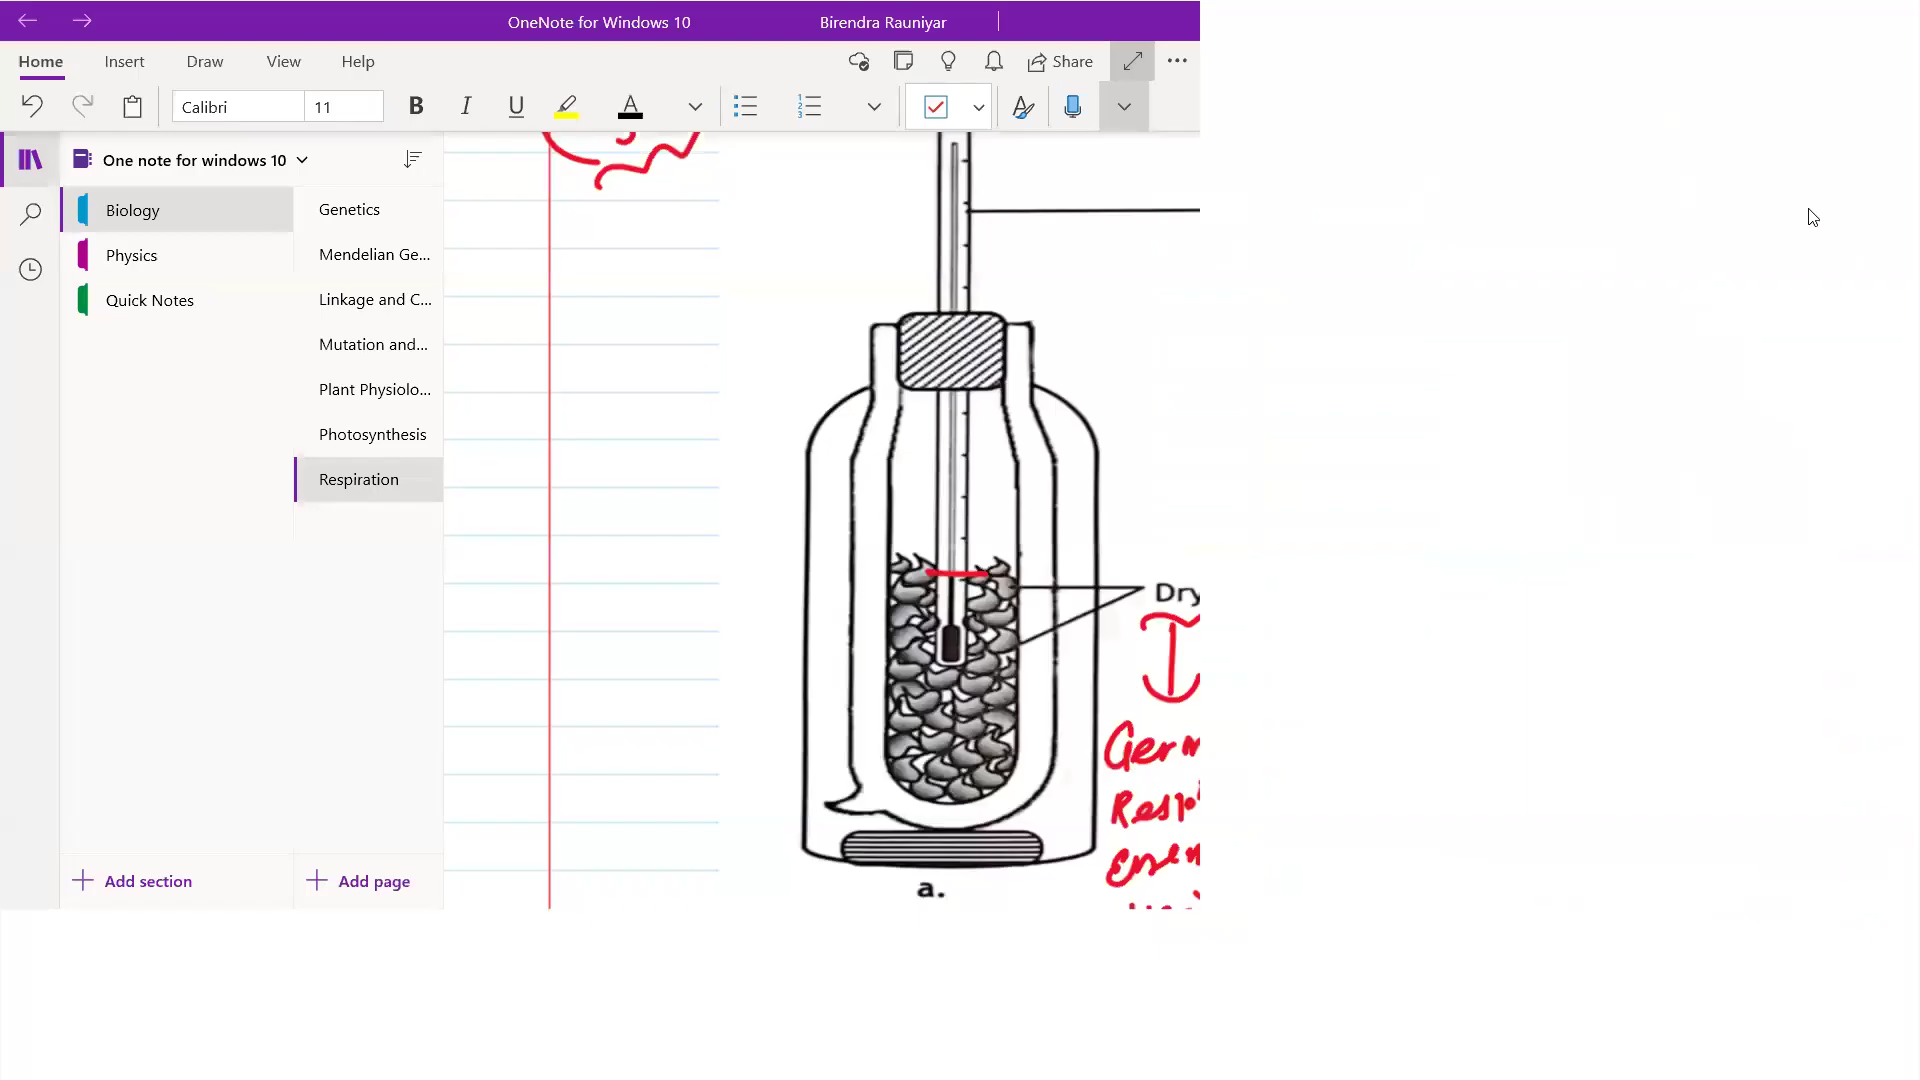 OneNote for Windows 10
Birendra Rauniyar
Home Insert Draw View Help
Share
Calibri 11 B I U A
One note for windows 10
Biology
Physics
Quick Notes
Genetics
Mendelian Ge...
Linkage and C...
Mutation and...
Plant Physiolo...
Photosynthesis
Respiration
Dry
Germ
Resp
a.
Add section
Add page